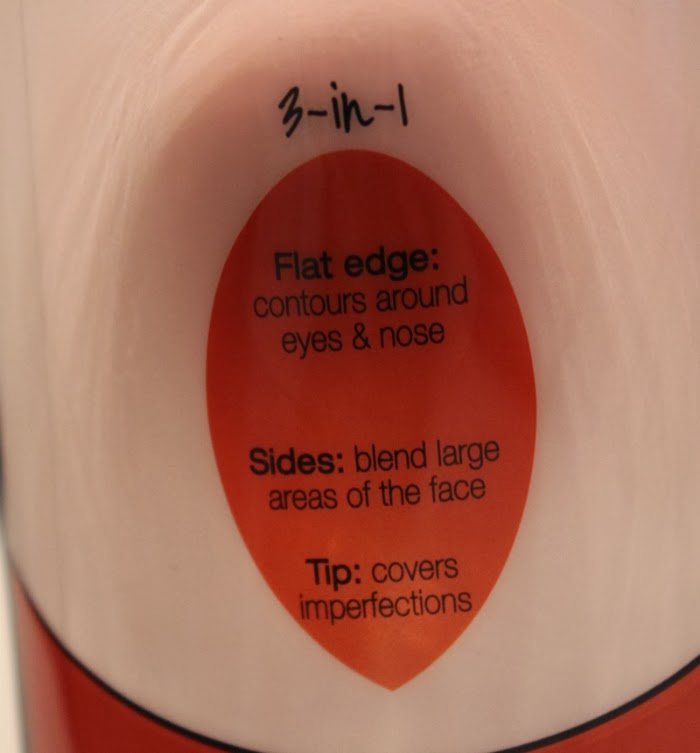 3-in-1
Flat edge:
contours around
eyes & nose
Sides: blend large
areas of the face
Tip: covers
imperfections